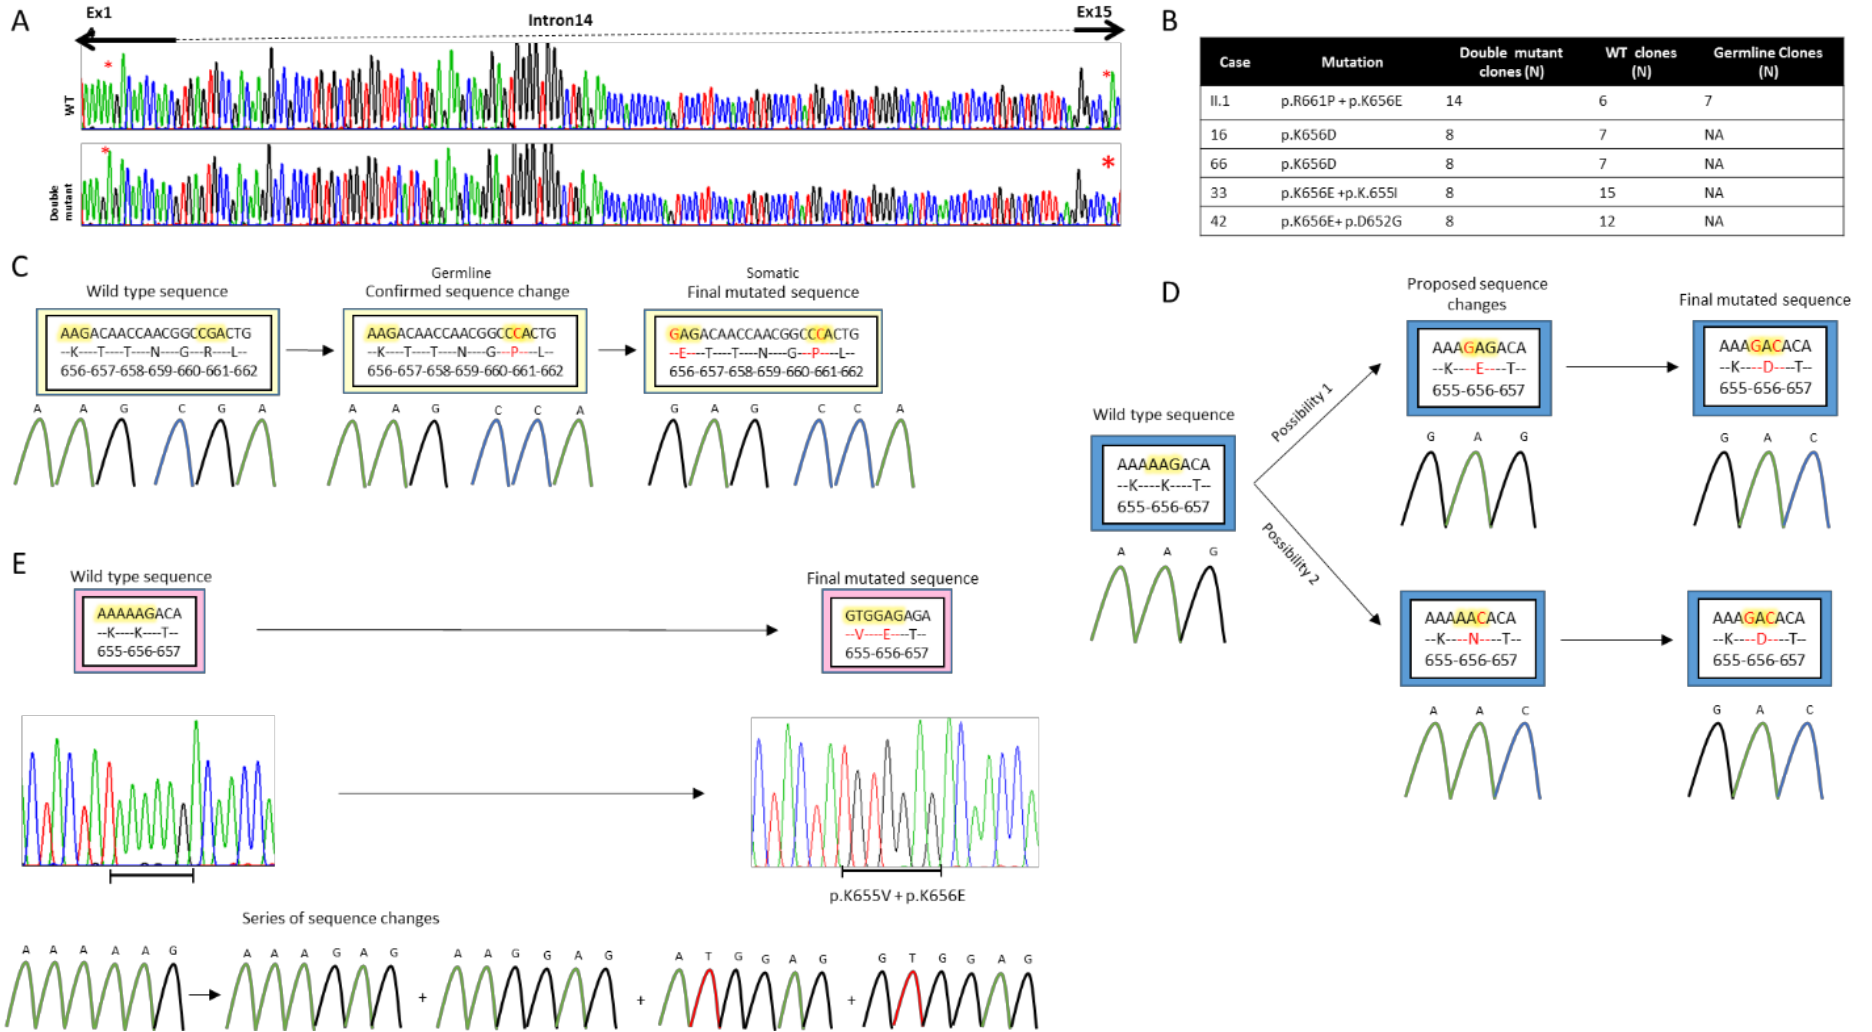 A
Ex1
Intron14
Ex15
*
*
WT
*
*
Double mutant
B
Case Mutation Double mutant clones (N) WT clones (N) Germline Clones (N)
II.1 p.R661P + p.K656E 14 6 7
16 p.K656D 8 7 NA
66 p.K656D 8 7 NA
33 p.K656E +p.K.655I 8 15 NA
42 p.K656E+ p.D652G 8 12 NA
C
Wild type sequence
AAGACAACCAACGGCCGACTG
--K----T----T----N----G----R----L--
656-657-658-659-660-661-662
A A G C G A
Germline
Confirmed sequence change
AAGACAACCAACGGCCCACTG
--K----T----T----N----G----P----L--
656-657-658-659-660-661-662
A A G C C A
Somatic
Final mutated sequence
GAGACAACCAACGGCCCACTG
--E----T----T----N----G----P----L--
656-657-658-659-660-661-662
G A G C C A
D
Wild type sequence
AAAAAGACA
--K----K----T--
655-656-657
A A G
Possibility 1
Proposed sequence
changes
AAAGAGACA
--K----E----T--
655-656-657
G A G
Final mutated sequence
AAAGACACA
--K----D----T--
655-656-657
G A C
Possibility 2
AAAAACACA
--K----N----T--
655-656-657
A A C
AAAGACACA
--K----D----T--
655-656-657
G A C
E
Wild type sequence
AAAAAGACA
--K----K----T--
655-656-657
Final mutated sequence
GTGGAGAGA
--V----E----T--
655-656-657
p.K655V + p.K656E
Series of sequence changes
A A A A A G
A A A G A G
+
A A G G A G
+
A T G G A G
+
G T G G A G